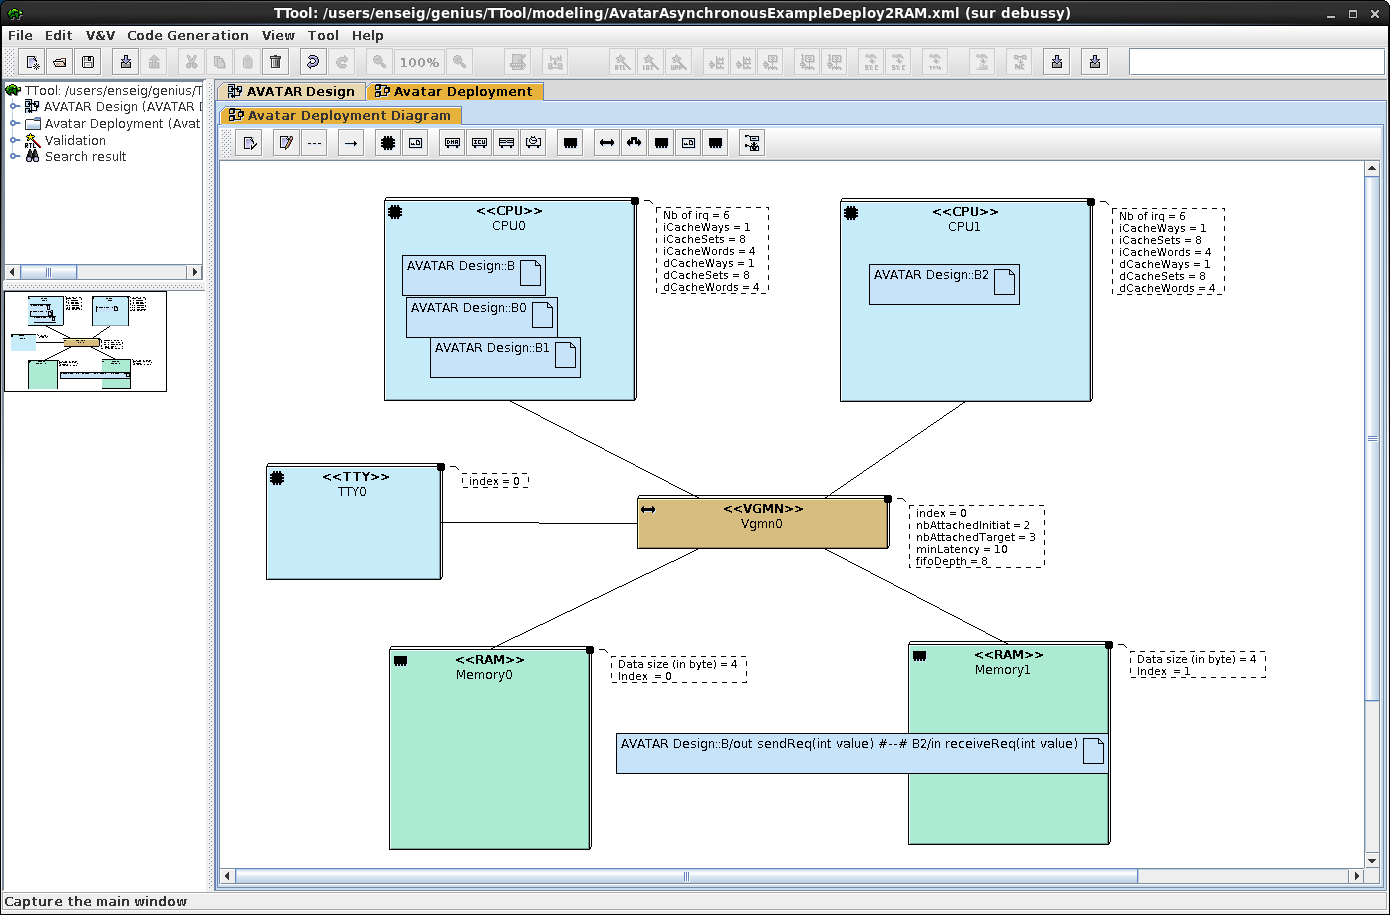 TTool: /users/enseig/genius/TTool/modeling/AvatarAsynchronousExampleDeploy2RAM.xml (sur debussy)
File Edit V&V Code Generation View Tool Help
100%
TTool: /users/enseig/genius/T
AVATAR Design (AVATAR D
Avatar Deployment (Avat
Validation
Search result
AVATAR Design
Avatar Deployment
Avatar Deployment Diagram
<<CPU>>
CPU0
AVATAR Design::B
AVATAR Design::B0
AVATAR Design::B1
Nb of irq = 6
iCacheWays = 1
iCacheSets = 8
iCacheWords = 4
dCacheWays = 1
dCacheSets = 8
dCacheWords = 4
<<CPU>>
CPU1
AVATAR Design::B2
Nb of irq = 6
iCacheWays = 1
iCacheSets = 8
iCacheWords = 4
dCacheWays = 1
dCacheSets = 8
dCacheWords = 4
<<TTY>>
TTY0
index = 0
<<VGMN>>
Vgmn0
index = 0
nbAttachedInitiat = 2
nbAttachedTarget = 3
minLatency = 10
fifoDepth = 8
<<RAM>>
Memory0
Data size (in byte) = 4
Index = 0
<<RAM>>
Memory1
Data size (in byte) = 4
Index = 1
AVATAR Design::B/out sendReq(int value) #--# B2/in receiveReq(int value)
Capture the main window